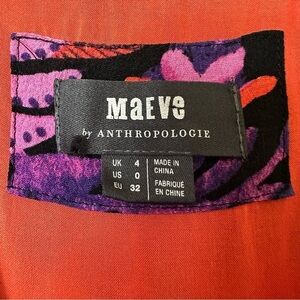 MAEVe
by ANTHROPOLOGIE
UK 4
US 0
EU 32
MADE IN
CHINA
FABRIQUÉ
EN CHINE